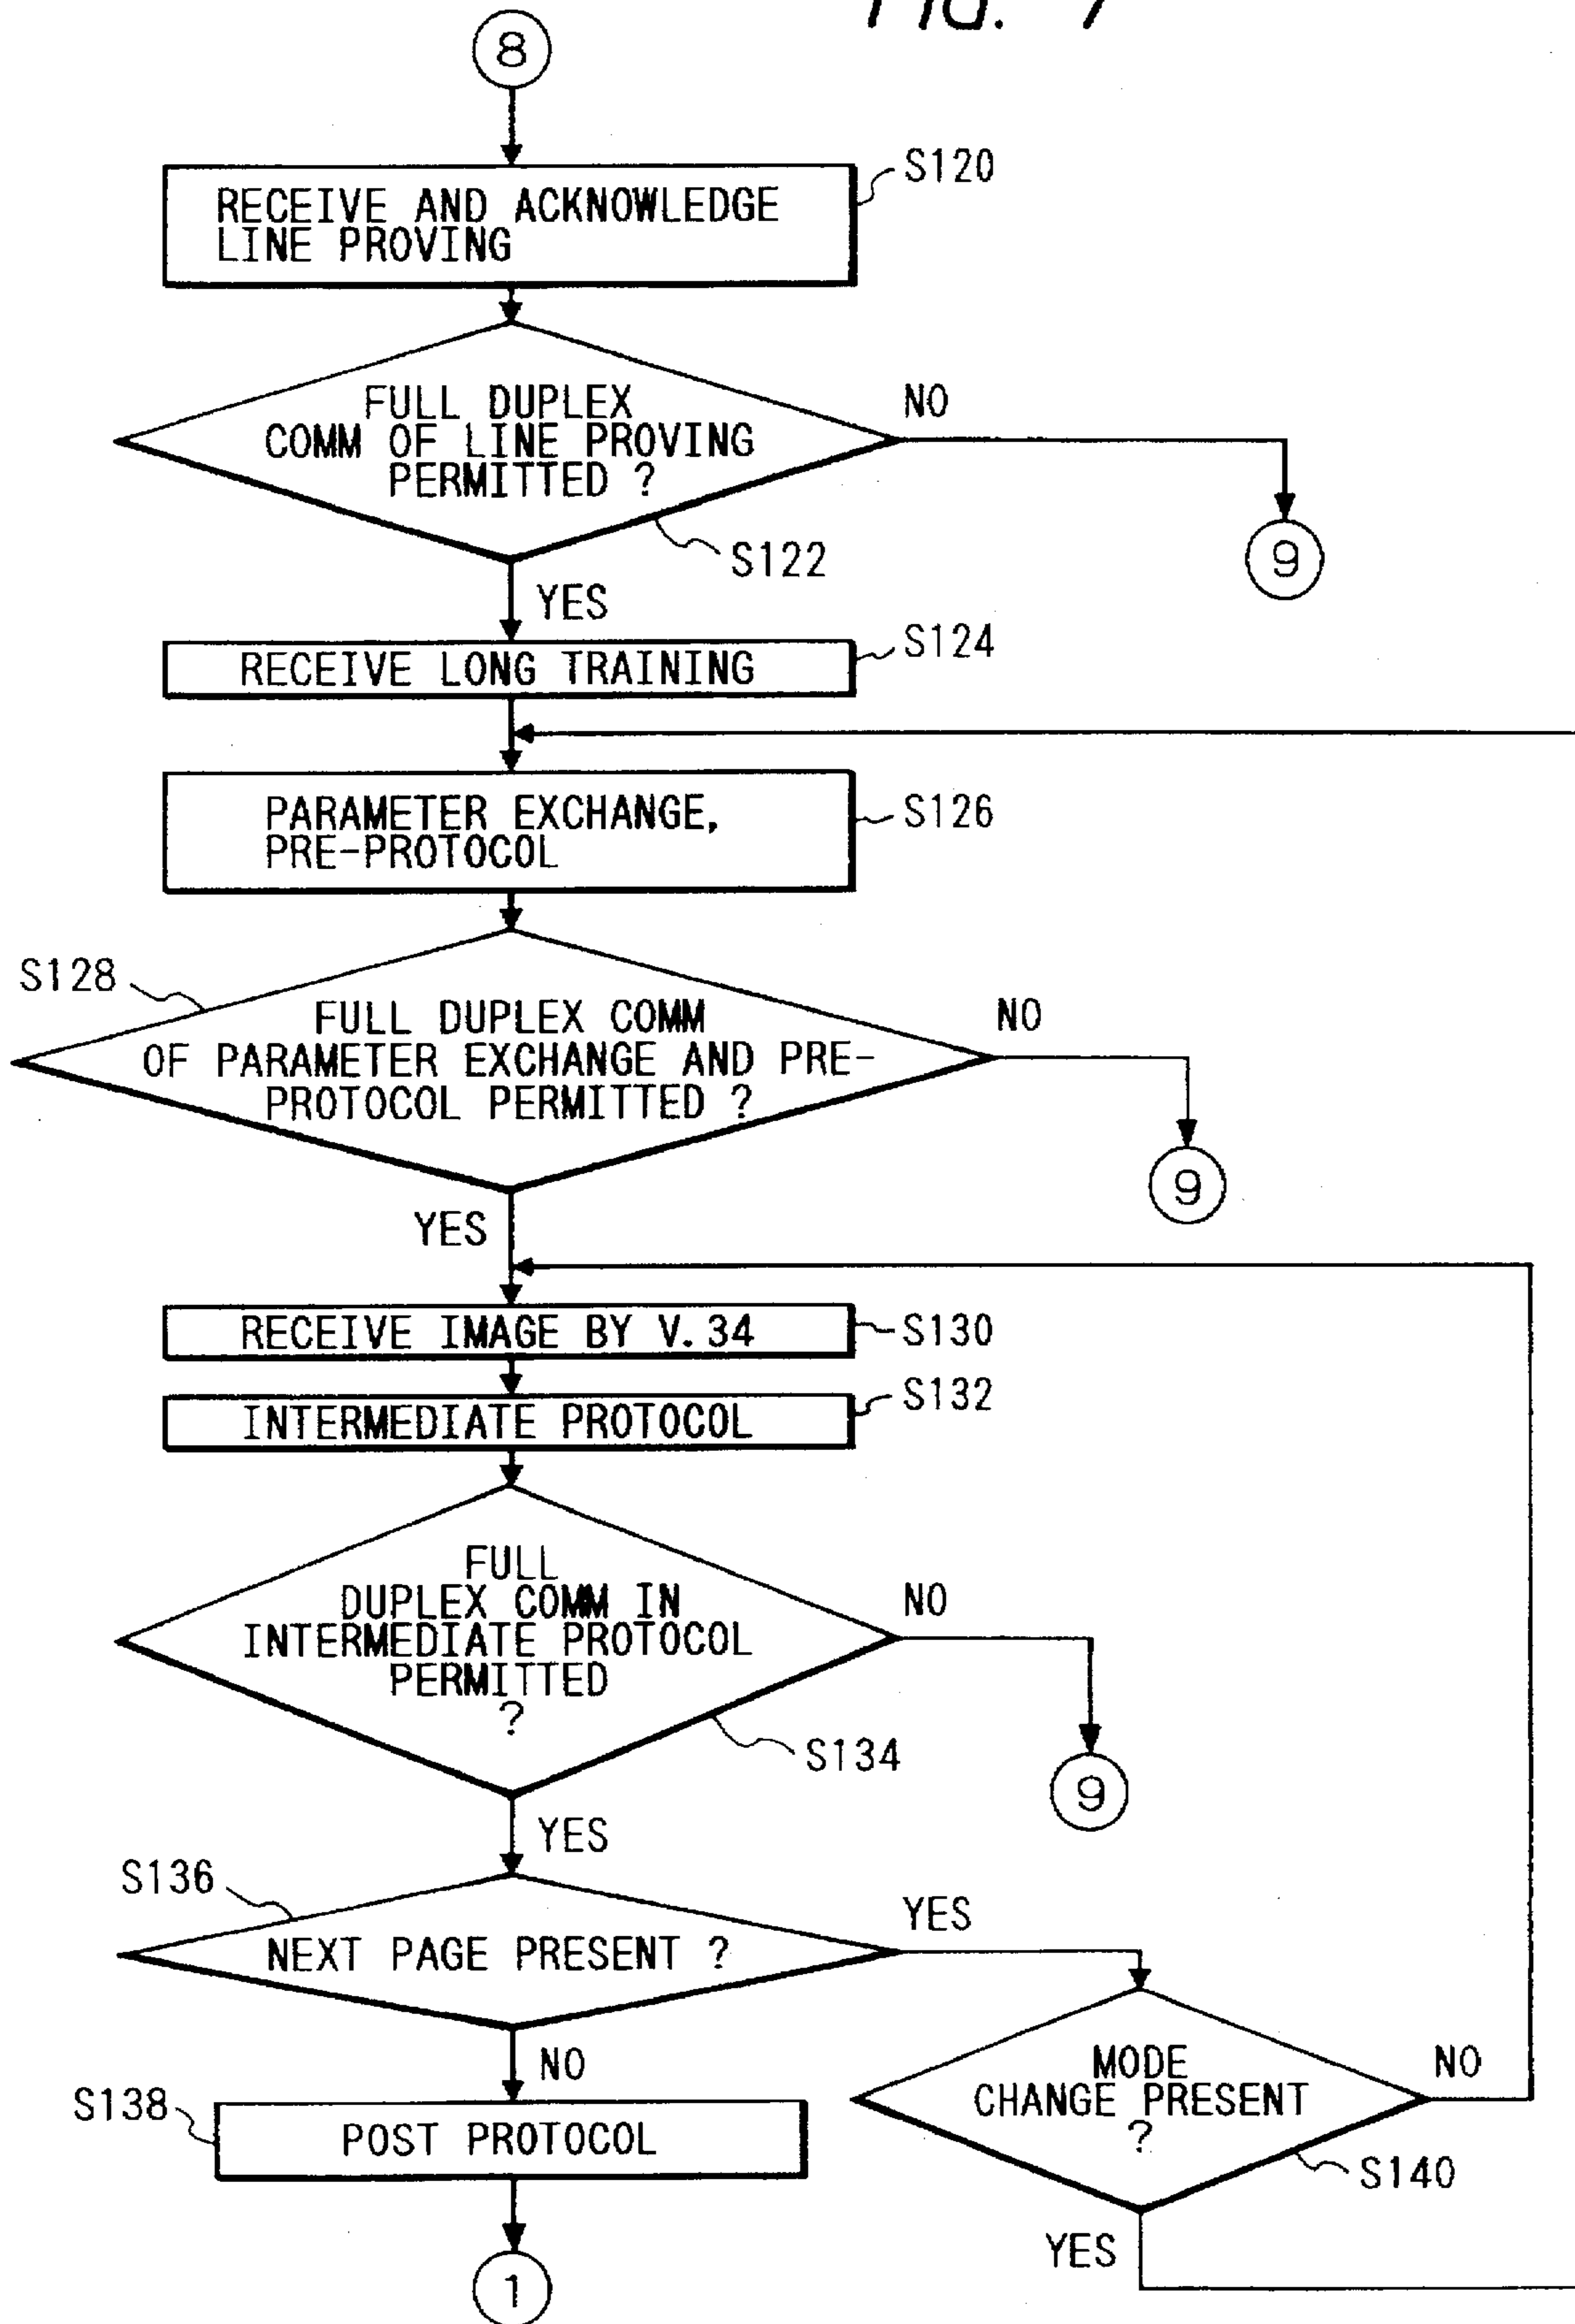 FIG. 7
8
S120
RECEIVE AND ACKNOWLEDGE
LINE PROVING
FULL DUPLEX
COMM OF LINE PROVING
PERMITTED ?
NO
S122
9
YES
S124
RECEIVE LONG TRAINING
PARAMETER EXCHANGE,
PRE-PROTOCOL
S126
S128
FULL DUPLEX COMM
OF PARAMETER EXCHANGE AND PRE-
PROTOCOL PERMITTED ?
NO
9
YES
RECEIVE IMAGE BY V.34
S130
S132
INTERMEDIATE PROTOCOL
FULL
DUPLEX COMM IN
INTERMEDIATE PROTOCOL
PERMITTED
?
NO
S134
9
YES
S136
NEXT PAGE PRESENT ?
YES
NO
MODE
CHANGE PRESENT
?
NO
S138
POST PROTOCOL
S140
YES
1